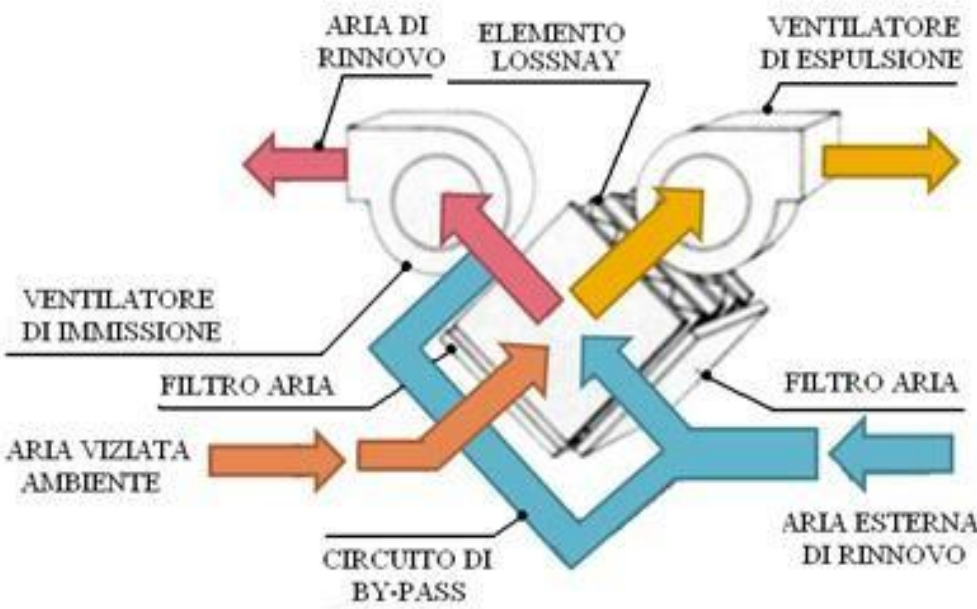 ARIA DI
RINNOVO
ELEMENTO
LOSSNAY
VENTILATORE
DI ESPULSIONE
VENTILATORE
DI IMMISSIONE
FILTRO ARIA
FILTRO ARIA
ARIA VIZIATA
AMBIENTE
ARIA ESTERNA
DI RINNOVO
CIRCUITO DI
BY-PASS